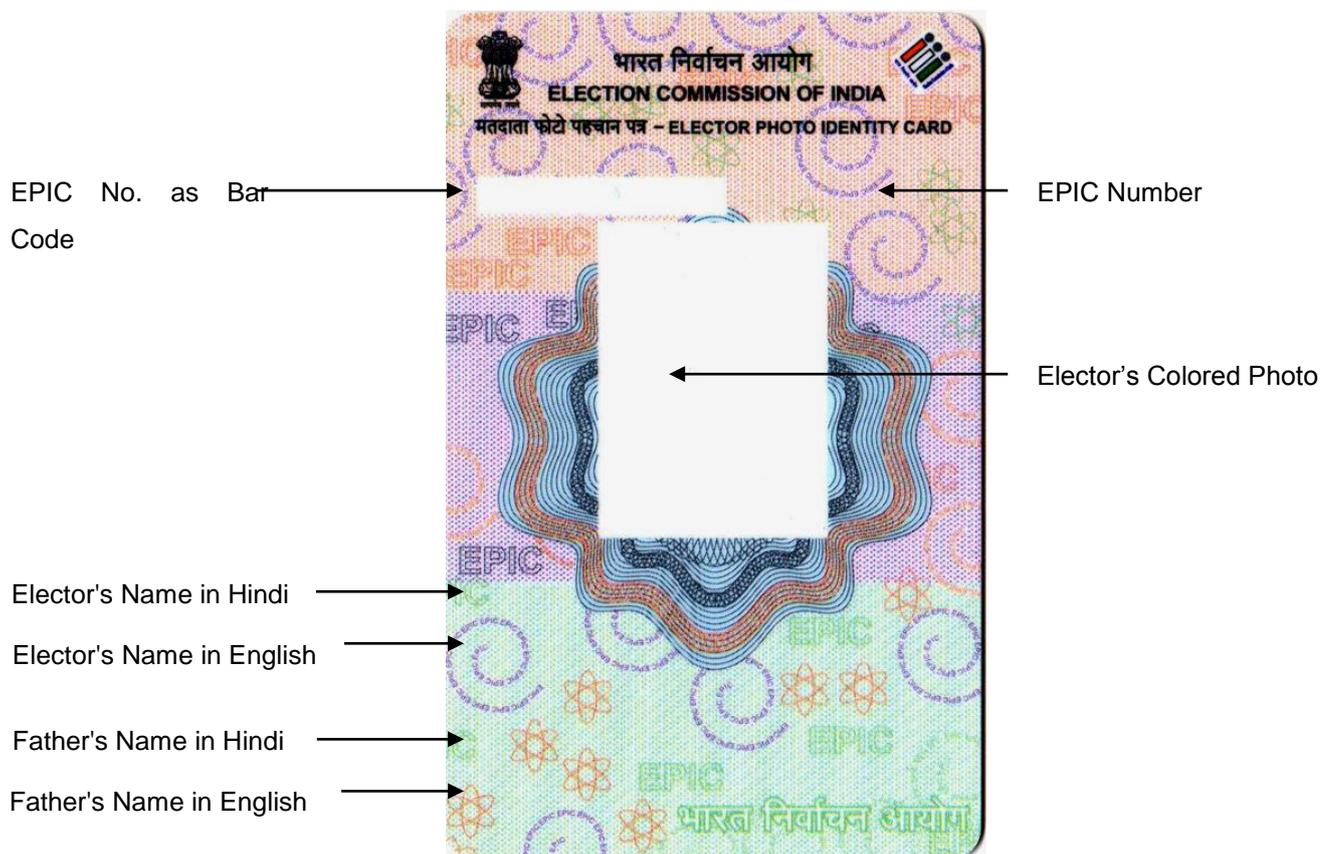 भारत निर्वाचन आयोग
ELECTION COMMISSION OF INDIA
मतदाता फोटो पहचान पत्र – ELECTOR PHOTO IDENTITY CARD
EPIC No. as Bar
Code
EPIC Number
EPIC
EPIC
EPIC
Elector's Colored Photo
EPIC
Elector's Name in Hindi
Elector's Name in English
EPIC
Father's Name in Hindi
EPIC
EPIC
Father's Name in English
भारत निर्वाचन आयोग